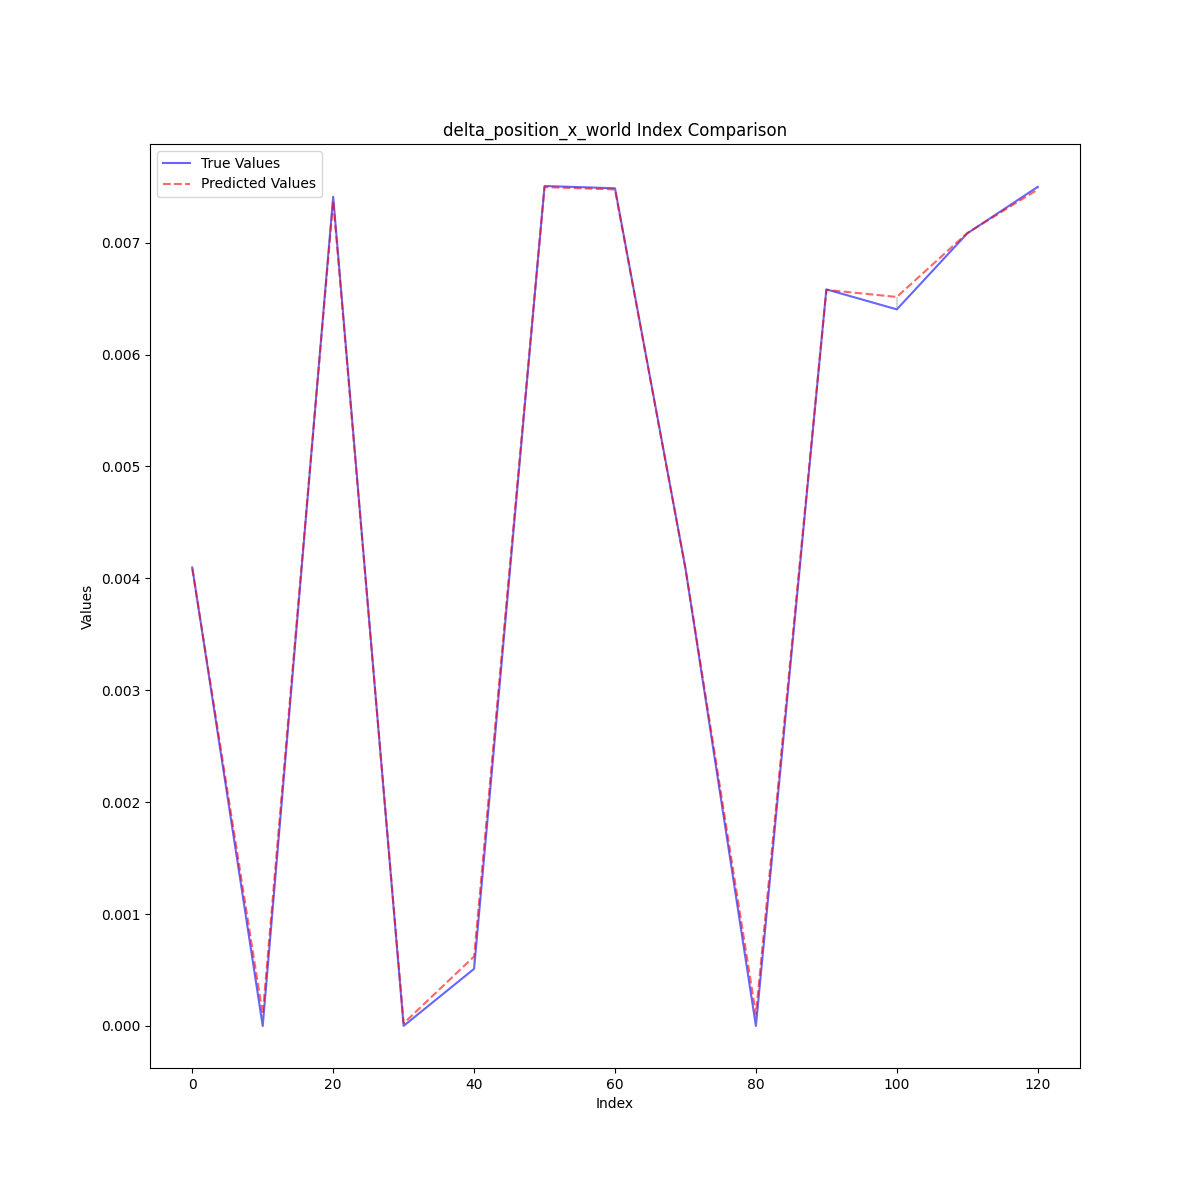 delta_position_x_world Index Comparison
True Values
Predicted Values
0.007
0.006
0.005
0.004
0.003
0.002
0.001
0.000
Values
0 20 40 60 80 100 120
Index